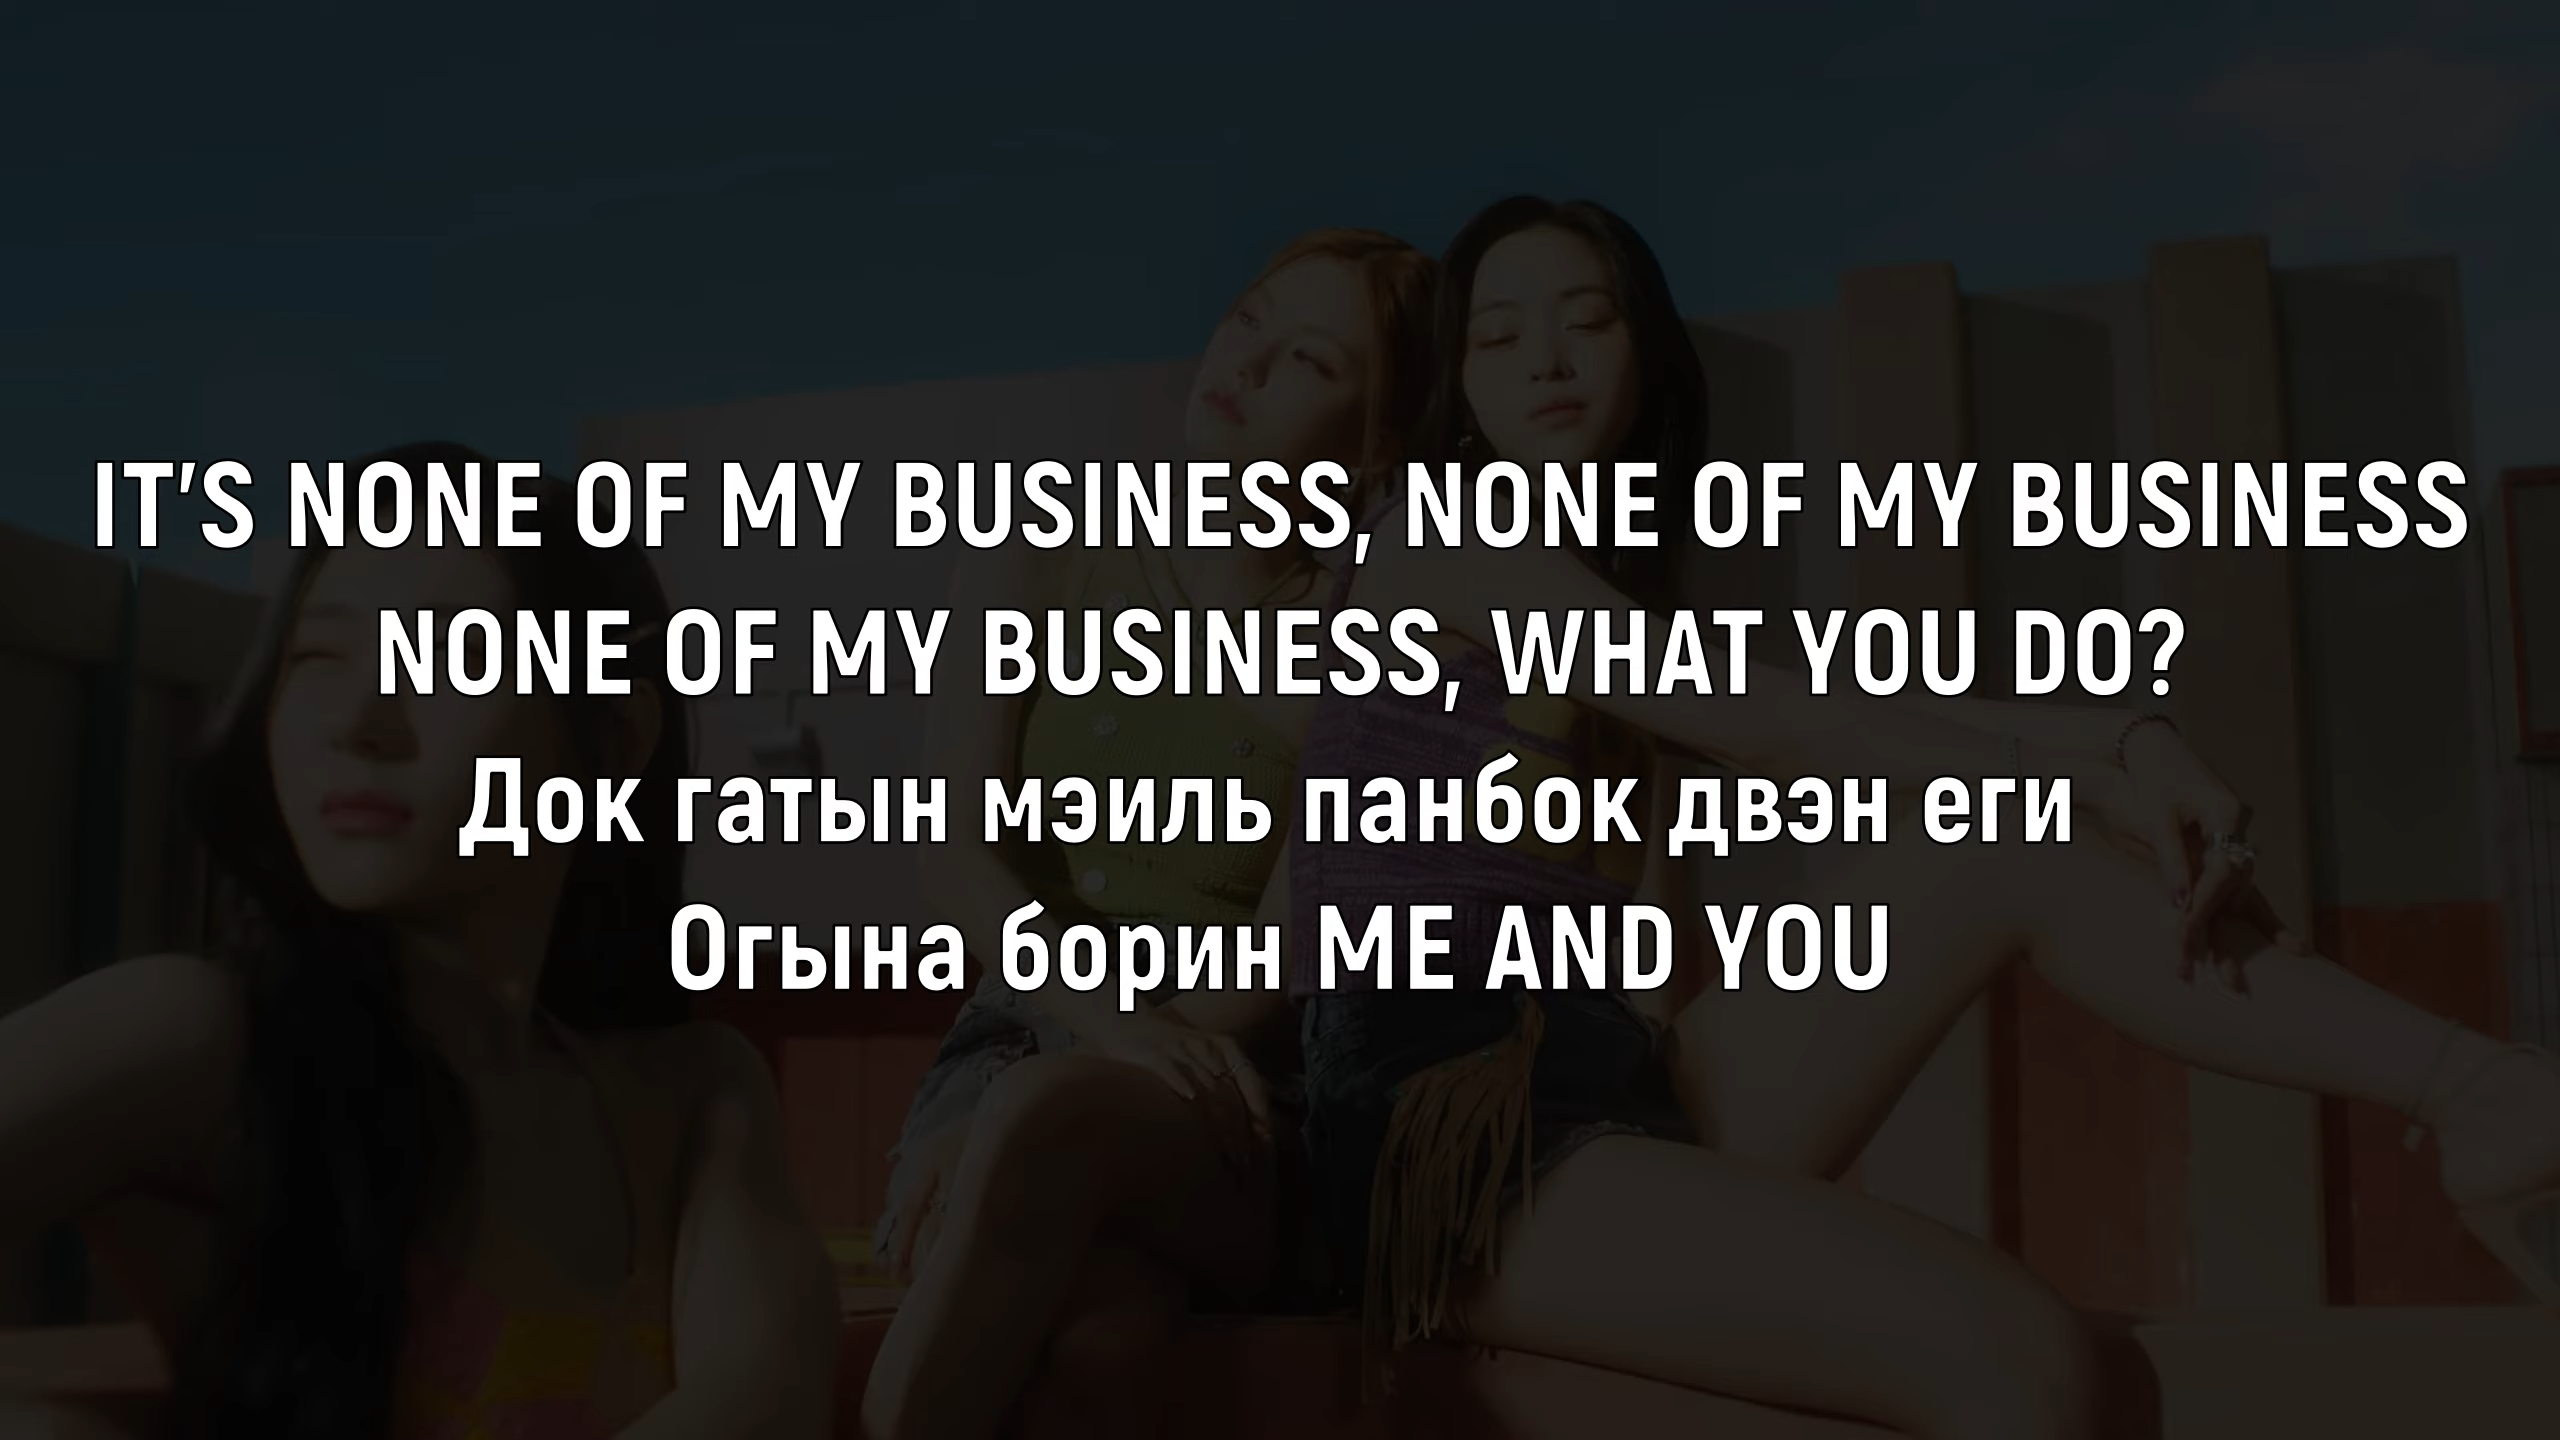 IT'S NONE OF MY BUSINESS, NONE OF MY BUSINESS
NONE OF MY BUSINESS, WHAT YOU DO?
Док гатын мэиль панбок двэн еги
Огына борин ME AND YOU